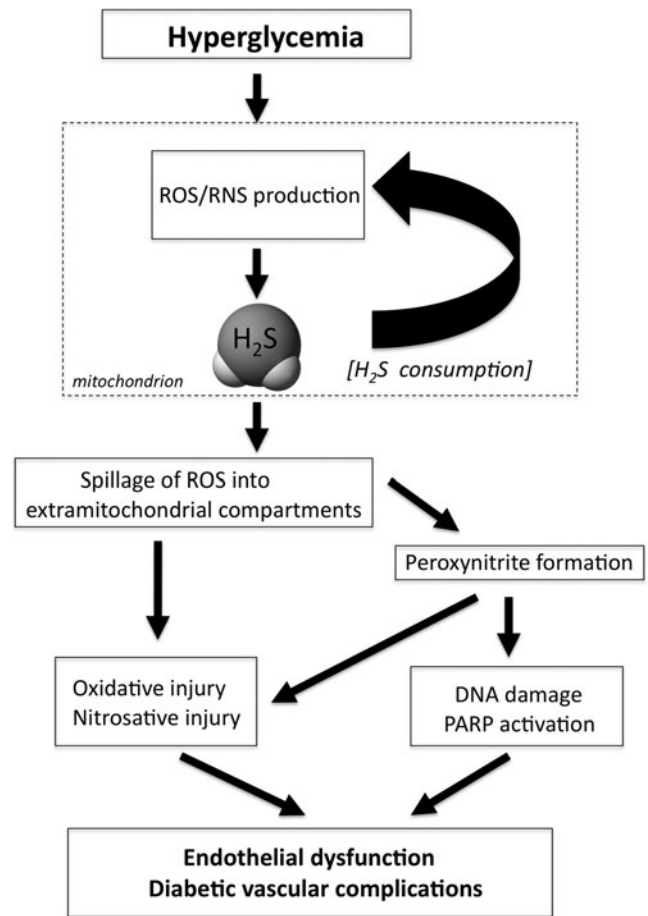 Hyperglycemia
ROS/RNS production
H₂S
mitochondrion
[H₂S consumption]
Spillage of ROS into
extramitochondrial compartments
Peroxynitrite formation
Oxidative injury
Nitrosative injury
DNA damage
PARP activation
Endothelial dysfunction
Diabetic vascular complications